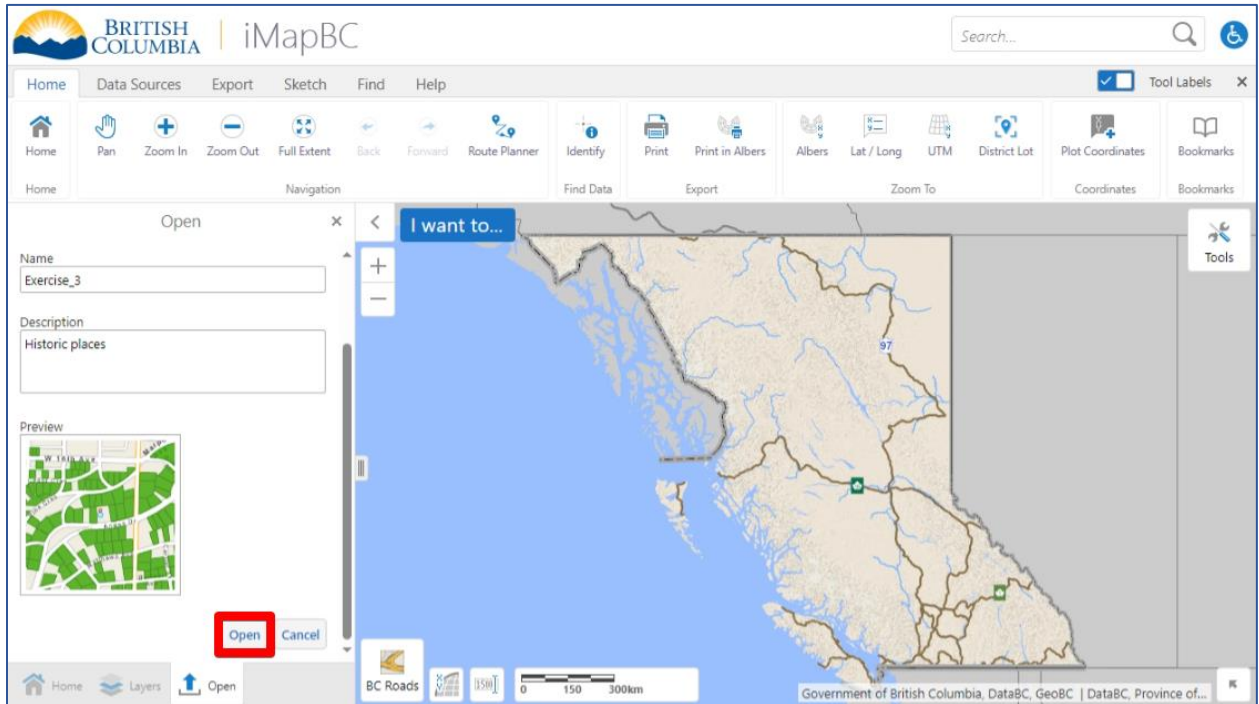 BRITISH
COLUMBIA
iMapBC
Search...
Home Data Sources Export Sketch Find Help
Tool Labels
Home Pan Zoom In Zoom Out Full Extent Back Forward Route Planner Identify Print Print in Albers Albers Lat / Long UTM District Lot Plot Coordinates Bookmarks
Home Navigation Find Data Export Zoom To Coordinates Bookmarks
Open
I want to...
Tools
Name
Exercise_3
Description
Historic places
97
Preview
W 16th Ave
Open Cancel
Home Layers Open
BC Roads
1500
0 150 300km
Government of British Columbia, DataBC, GeoBC | DataBC, Province of...